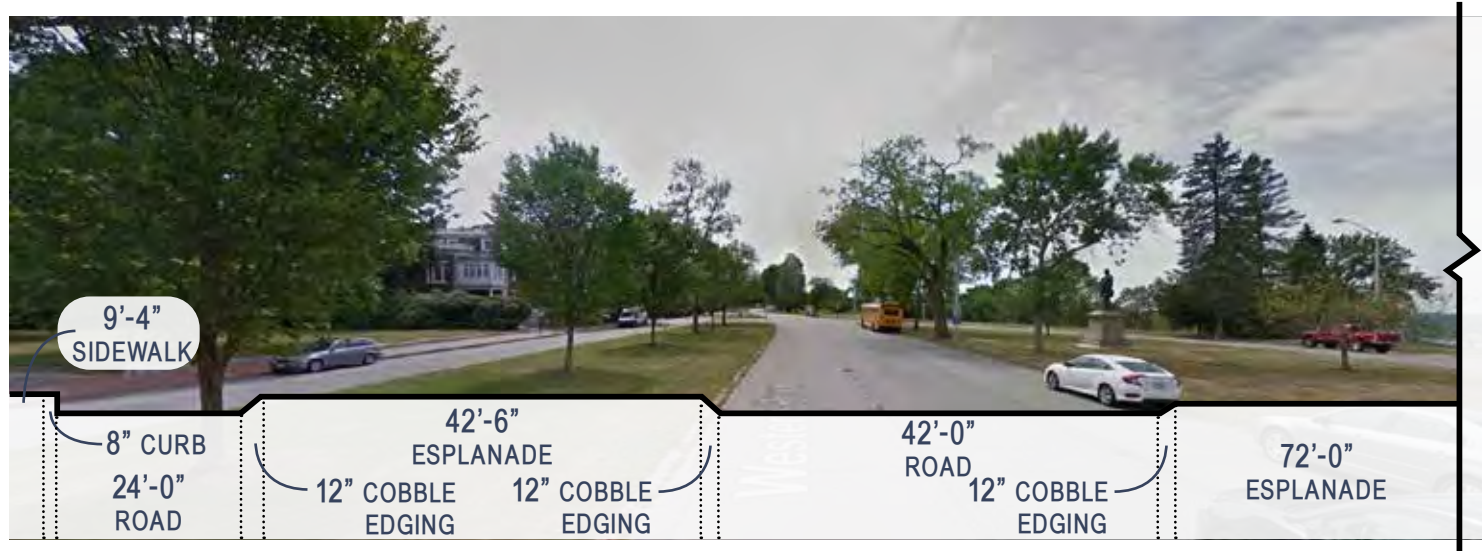 9’-4”
SIDEWALK
8” CURB
24’-0”
ROAD
42’-6”
ESPLANADE
12” COBBLE
EDGING
12” COBBLE
EDGING
42’-0”
ROAD
12” COBBLE
EDGING
72’-0”
ESPLANADE